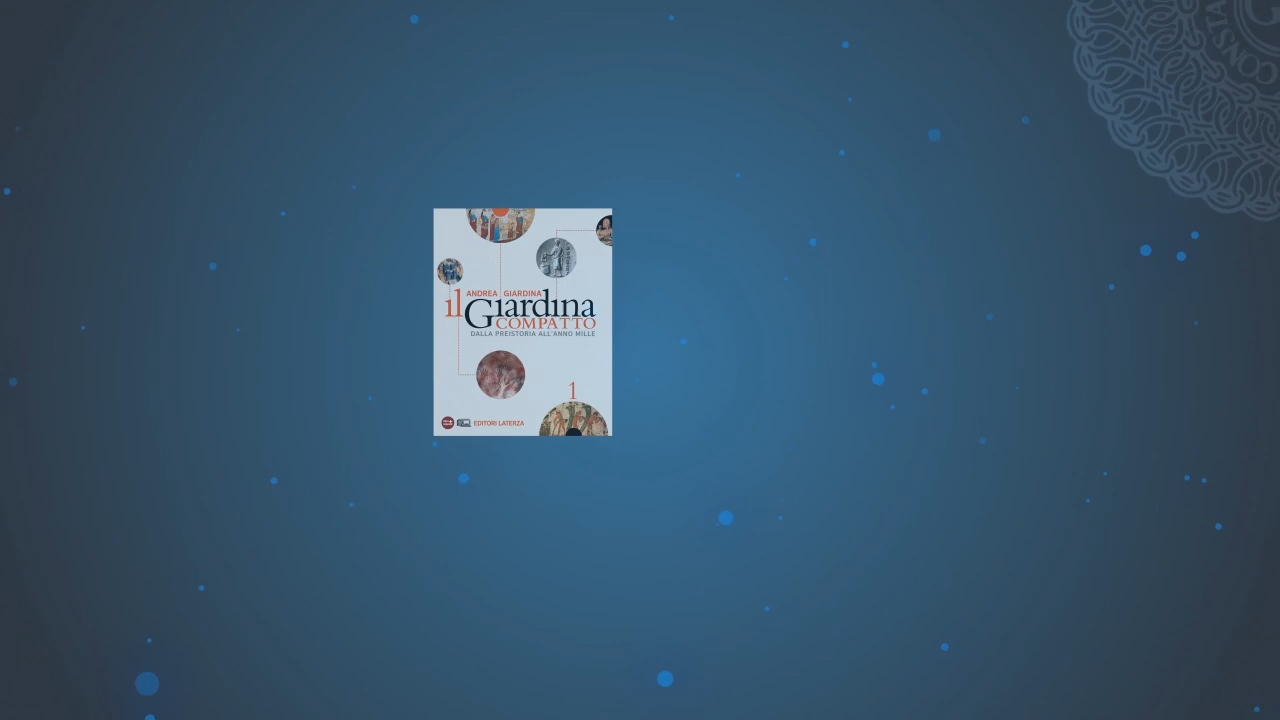 ANDREA GIARDINA
il Giardina
COMPATTO
DALLA PREISTORIA ALL'ANNO MILLE
1
EDITORI LATERZA